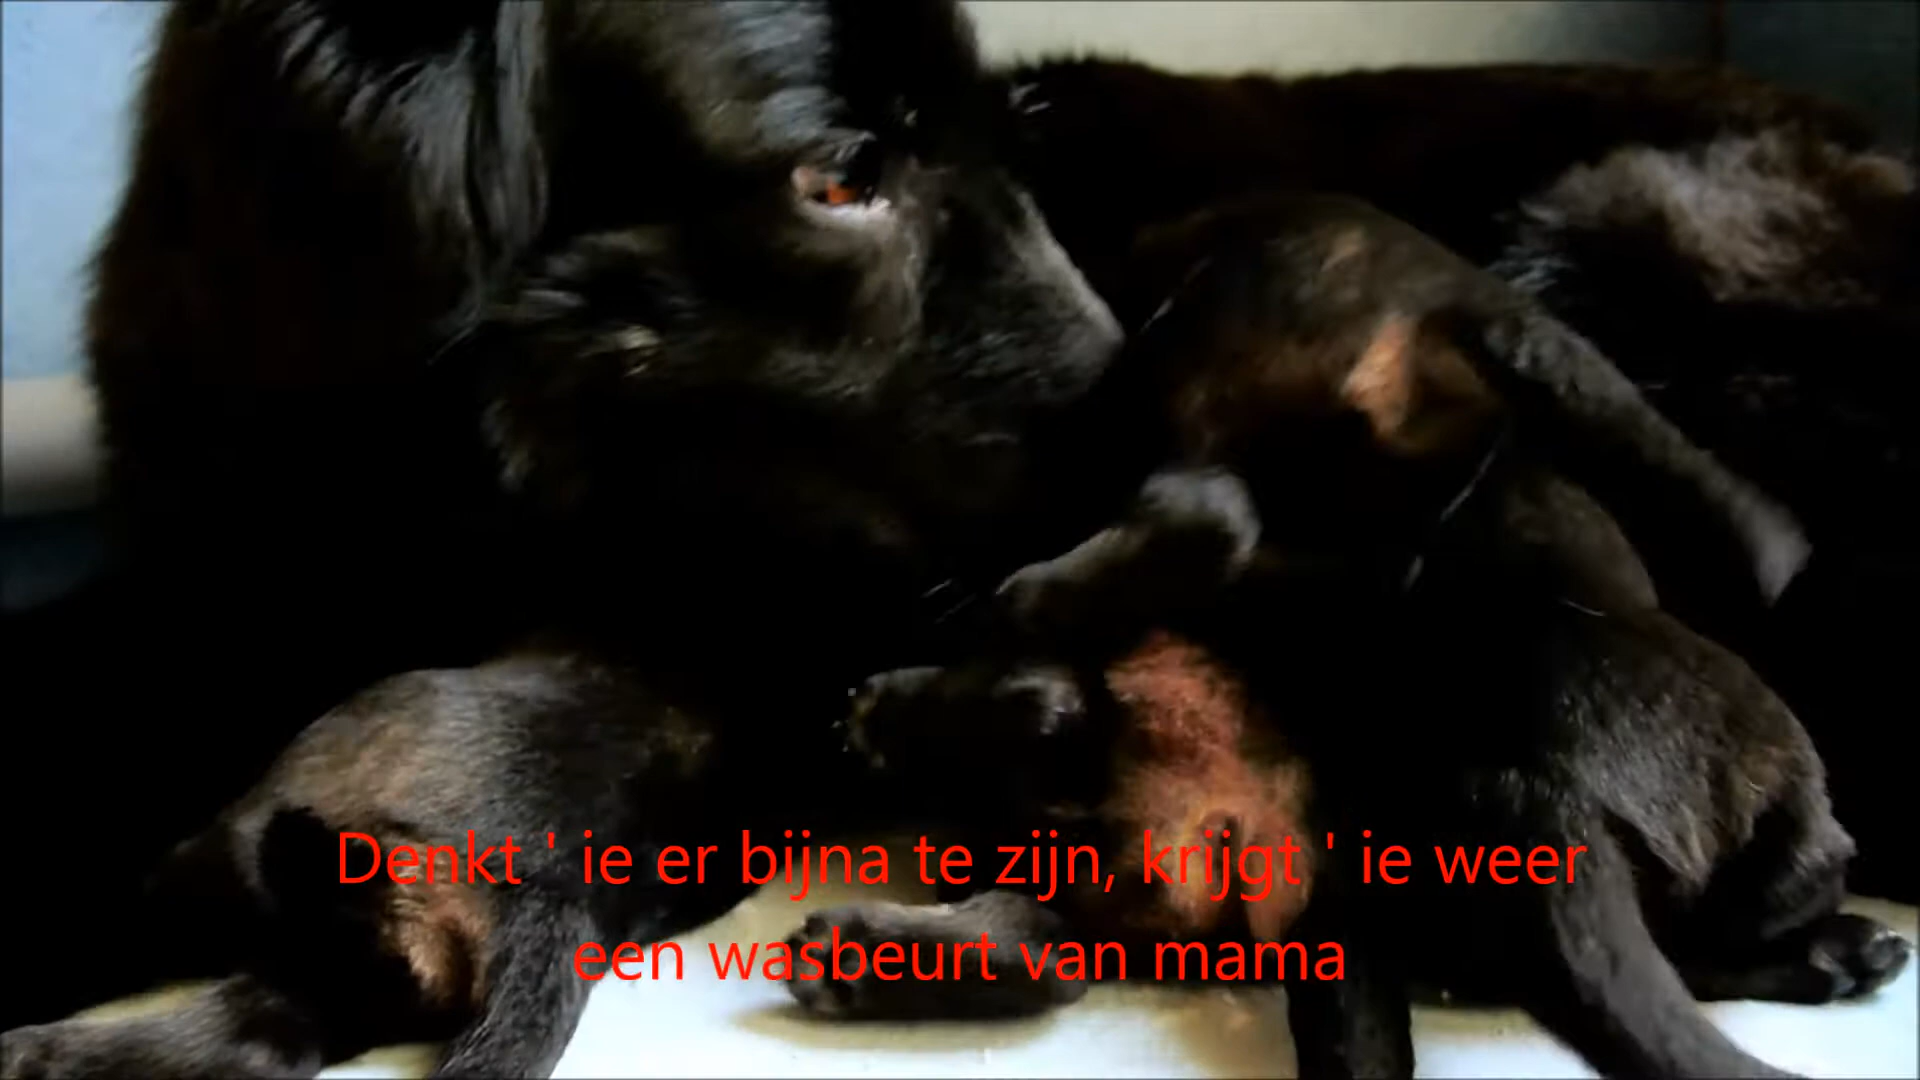 Denkt ' ie er bijna te zijn, krijgt ' ie weer
een wasbeurt van mama